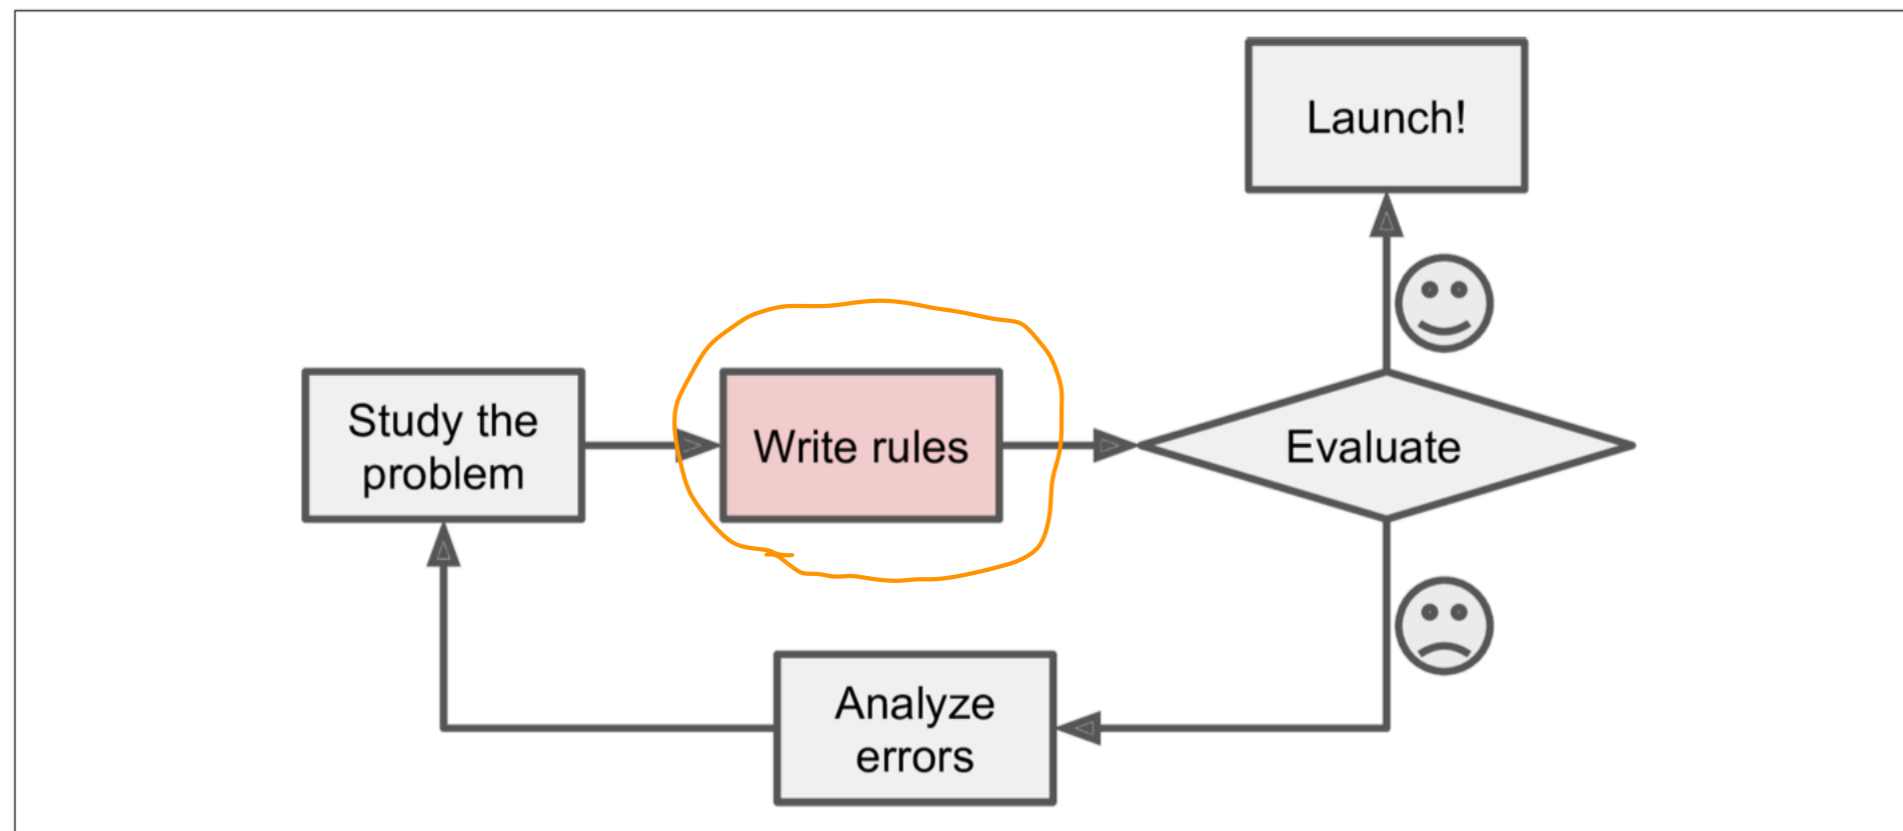 Launch!
Study the
problem
Write rules
Evaluate
Analyze
errors